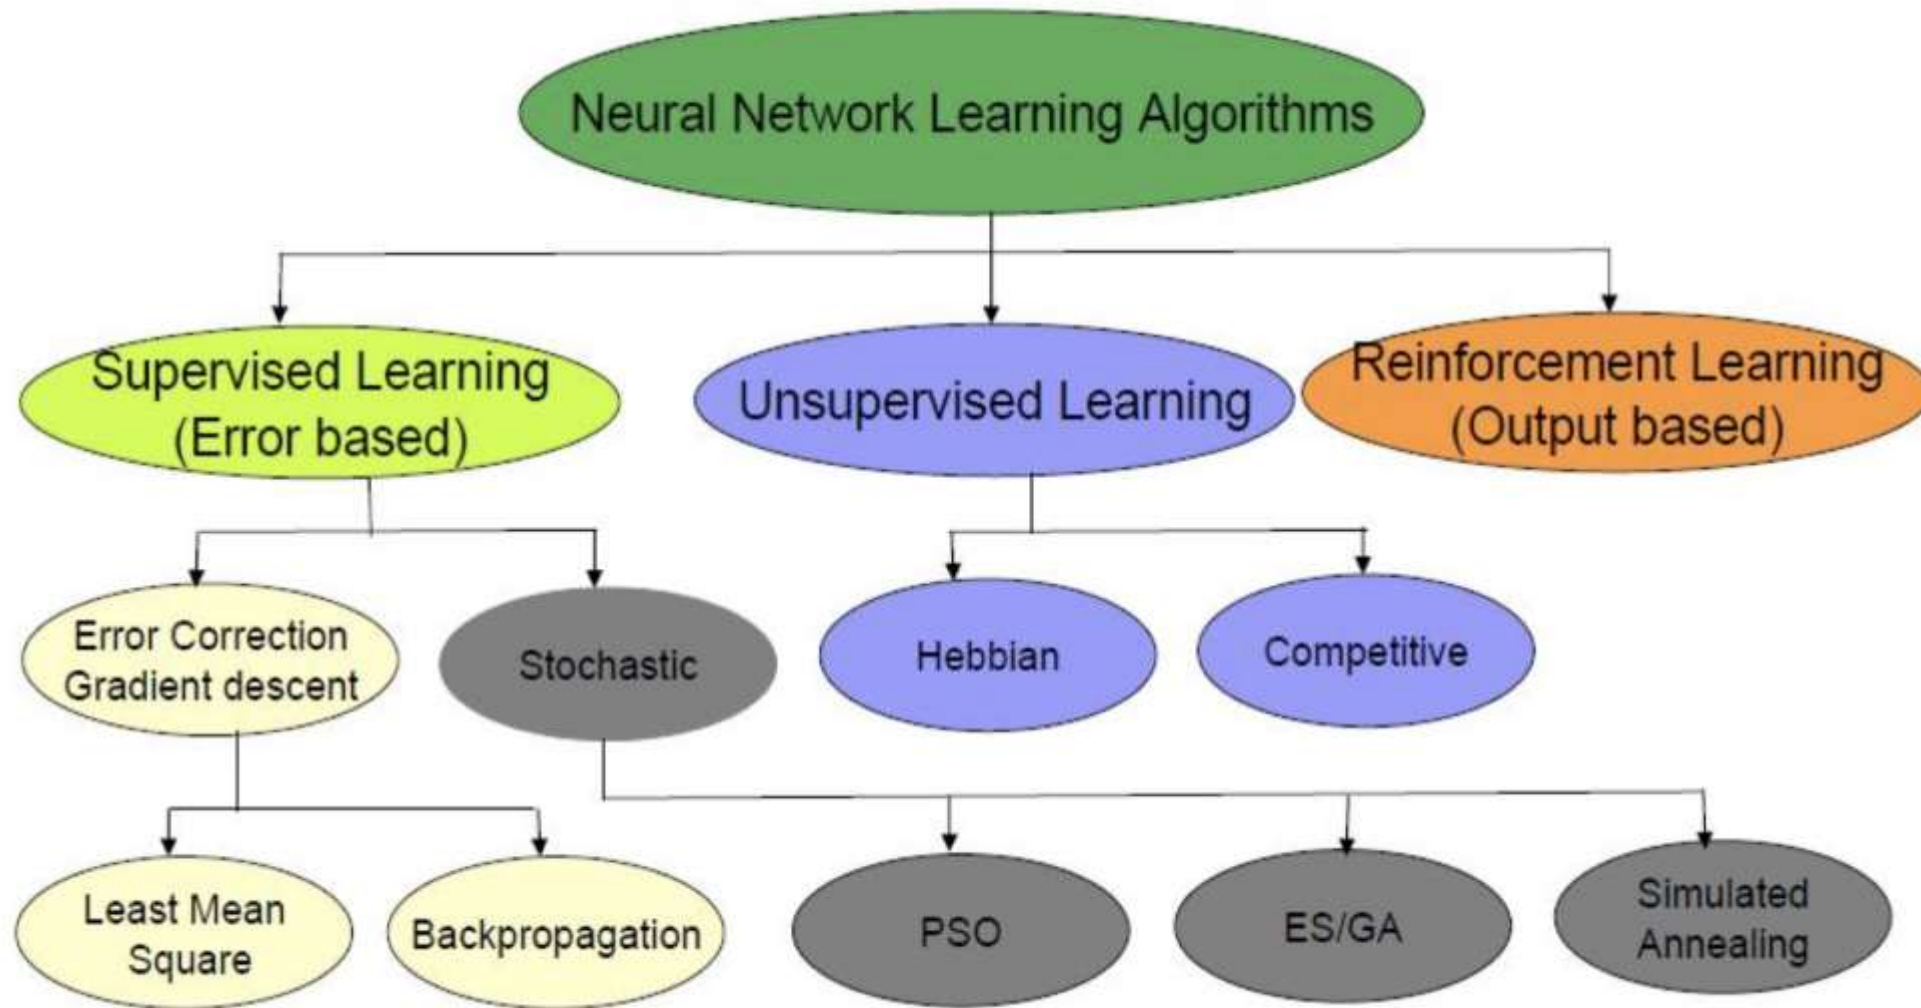 Neural Network Learning Algorithms
Supervised Learning
(Error based)
Unsupervised Learning
Reinforcement Learning
(Output based)
Error Correction
Gradient descent
Stochastic
Hebbian
Competitive
Least Mean
Square
Backpropagation
PSO
ES/GA
Simulated
Annealing